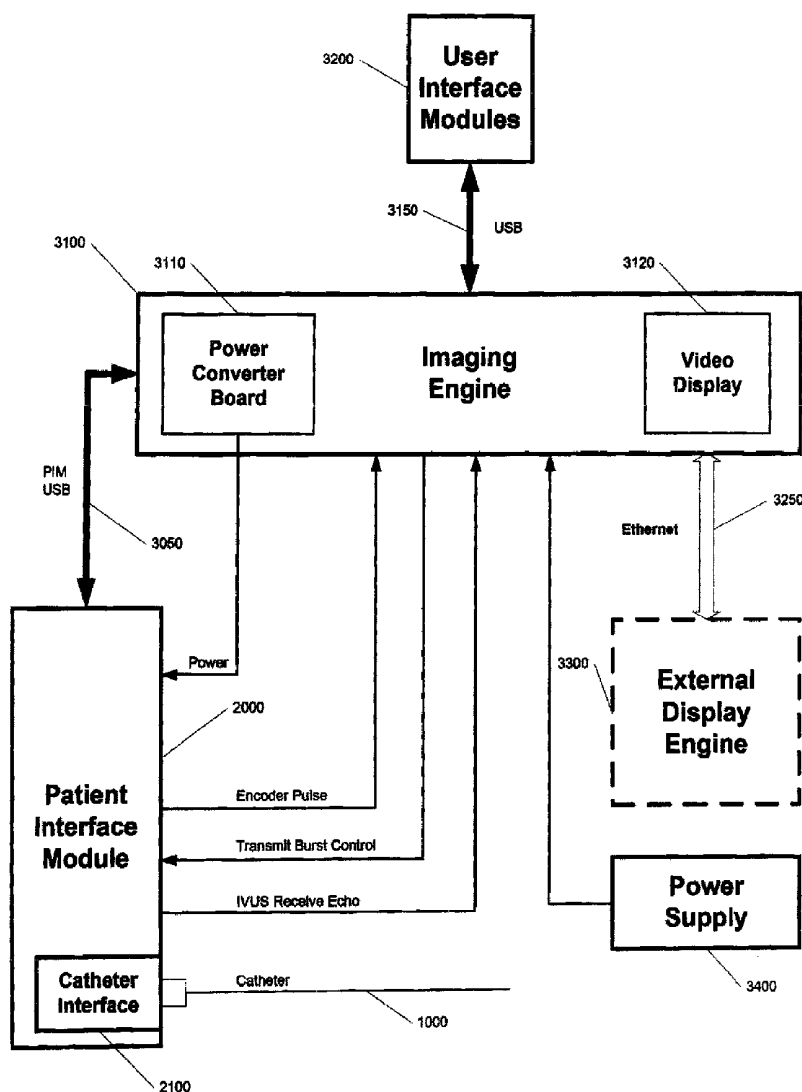 3200
User
Interface
Modules
3150
USB
3100
3110
3120
Power
Converter
Board
Imaging
Engine
Video
Display
PIM
USB
3050
Ethernet
3250
Power
2000
3300
External
Display
Engine
Patient
Interface
Module
Encoder Pulse
Transmit Burst Control
IVUS Receive Echo
Power
Supply
3400
Catheter
Interface
Catheter
1000
2100